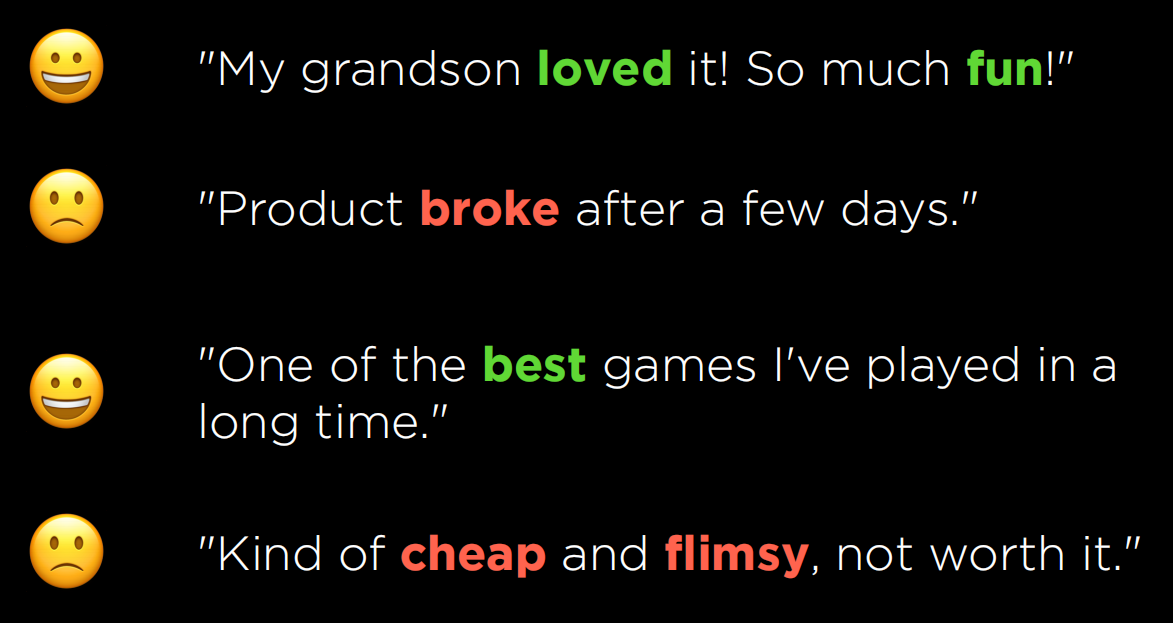 "My grandson loved it! So much fun!"
"Product broke after a few days."
"One of the best games I've played in a
long time."
"Kind of cheap and flimsy, not worth it."